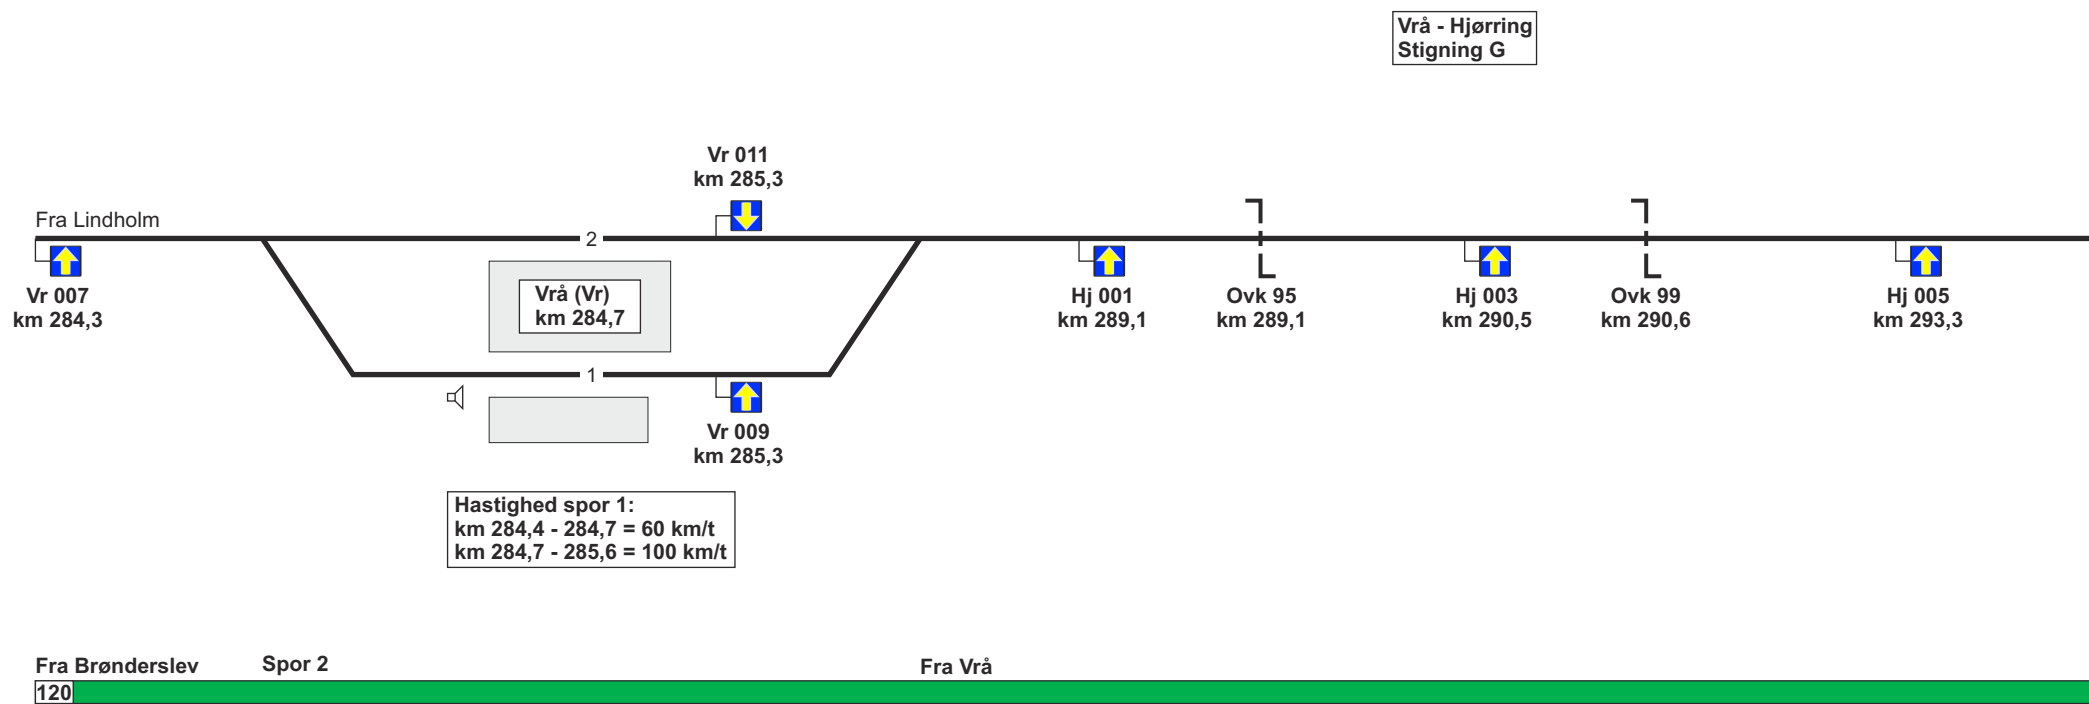 Vrå - Hjørring
Stigning G
Vr 011
km 285,3
Fra Lindholm
2
Vr 007
km 284,3
Vrå (Vr)
km 284,7
Hj 001
km 289,1
Ovk 95
km 289,1
Hj 003
km 290,5
Ovk 99
km 290,6
Hj 005
km 293,3
1
Vr 009
km 285,3
Hastighed spor 1:
km 284,4 - 284,7 = 60 km/t
km 284,7 - 285,6 = 100 km/t
Fra Brønderslev
Spor 2
Fra Vrå
120